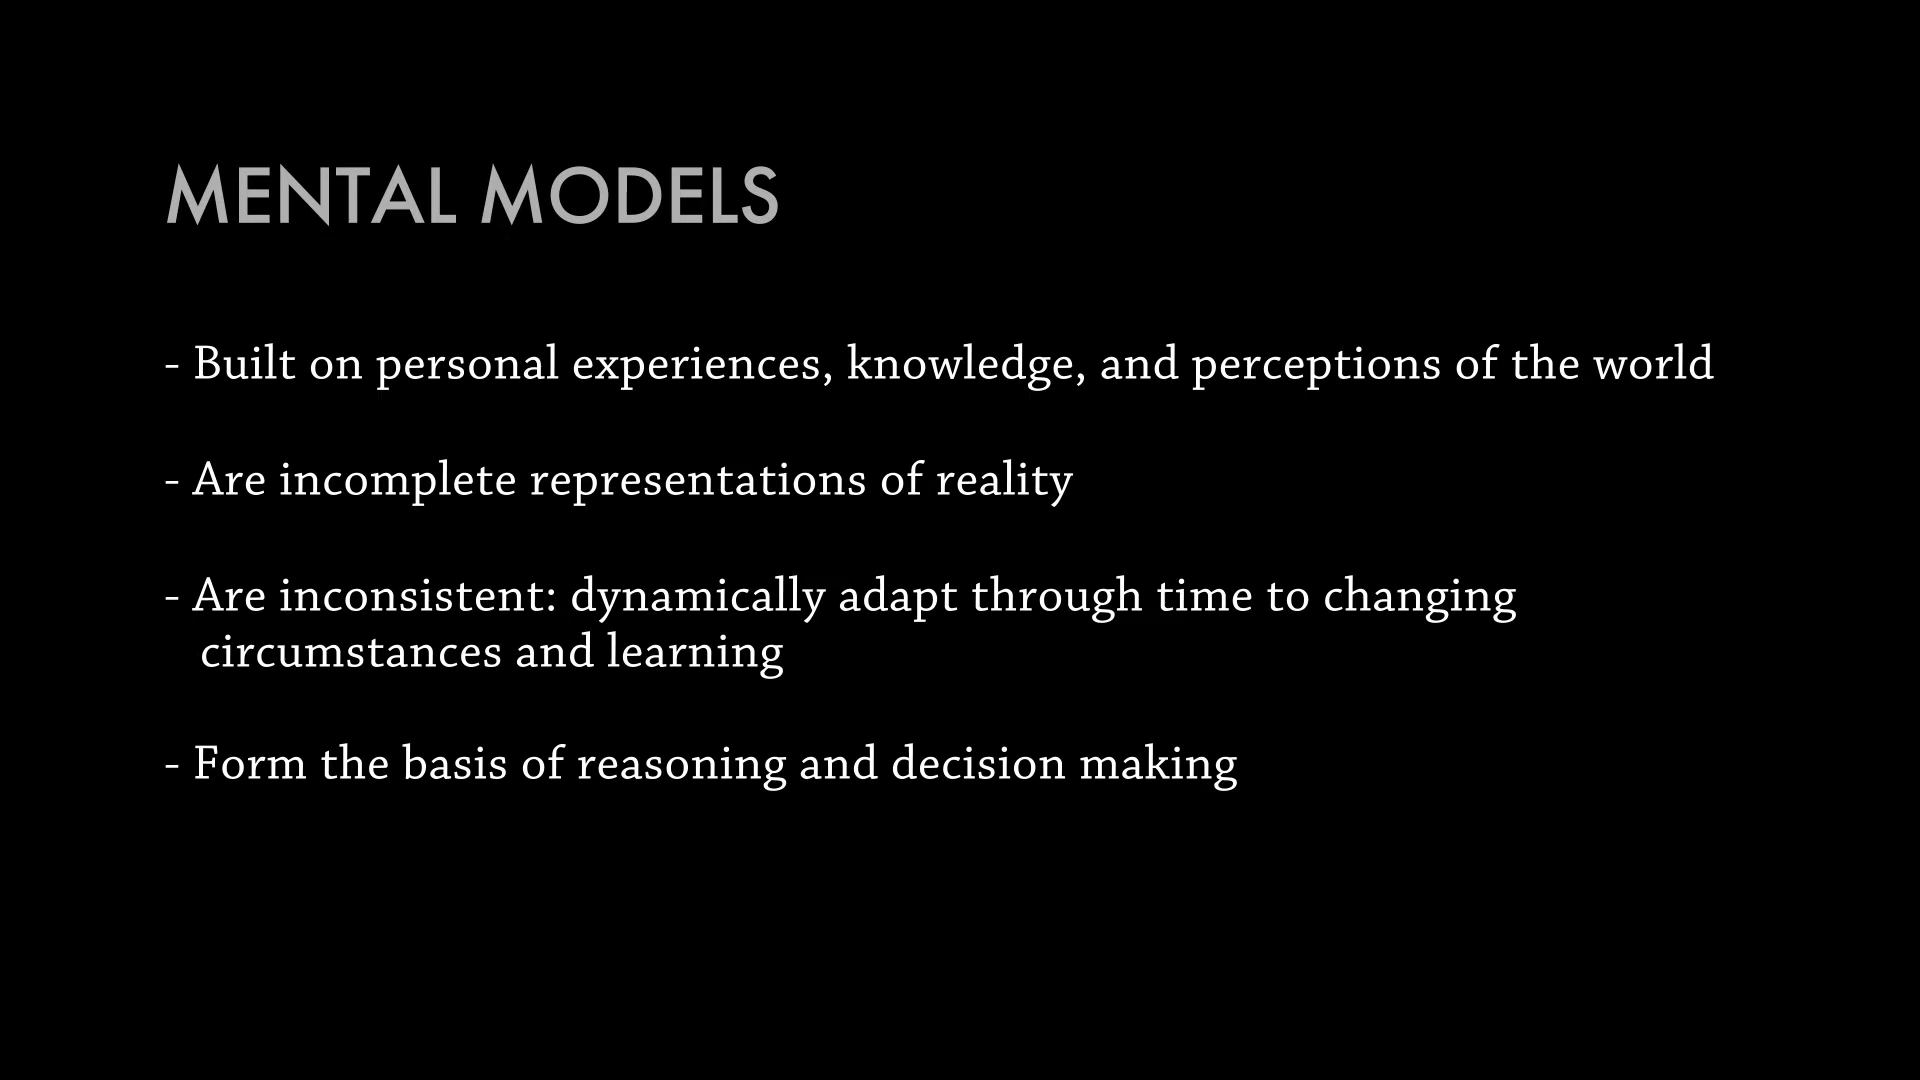 MENTAL MODELS
- Built on personal experiences, knowledge, and perceptions of the world
- Are incomplete representations of reality
- Are inconsistent: dynamically adapt through time to changing
circumstances and learning
- Form the basis of reasoning and decision making